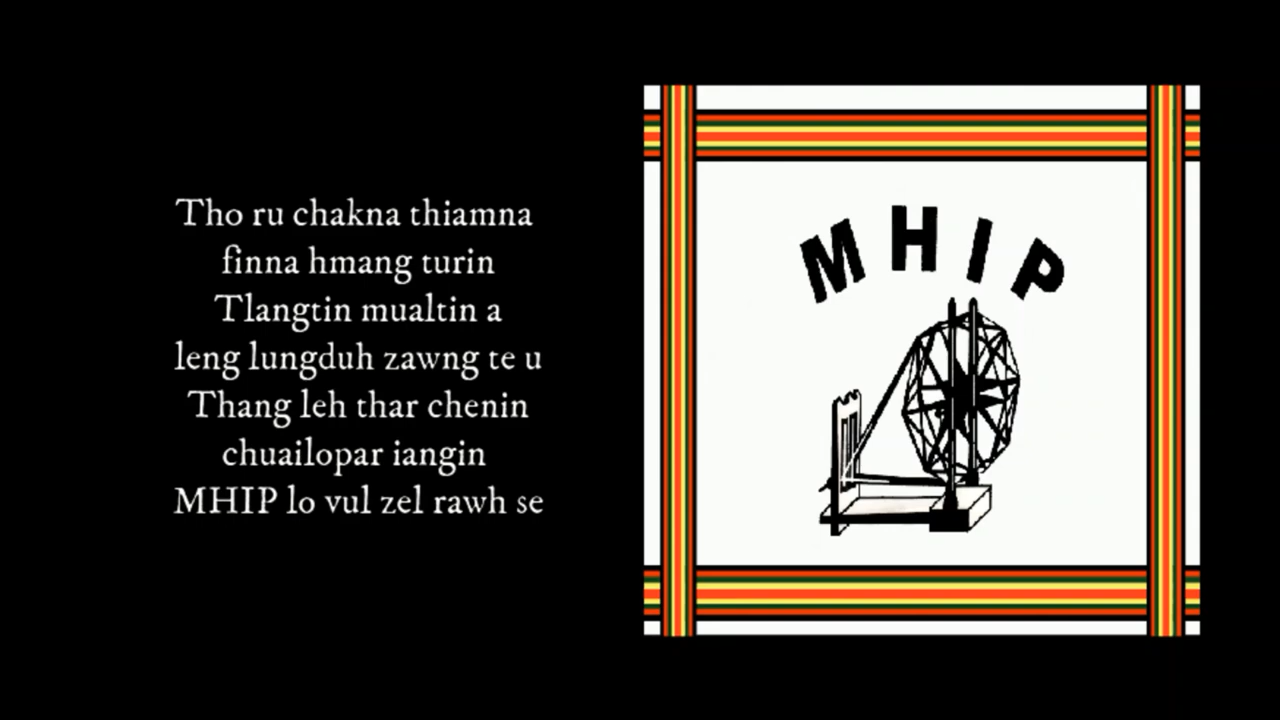 Tho ru chakna thiamna
finna hmang turin
Tlangtin mualtin a
leng lungduh zawng te u
Thang leh thar chenin
chuailopar iangin
MHIP lo vul zel rawh se
MHIP